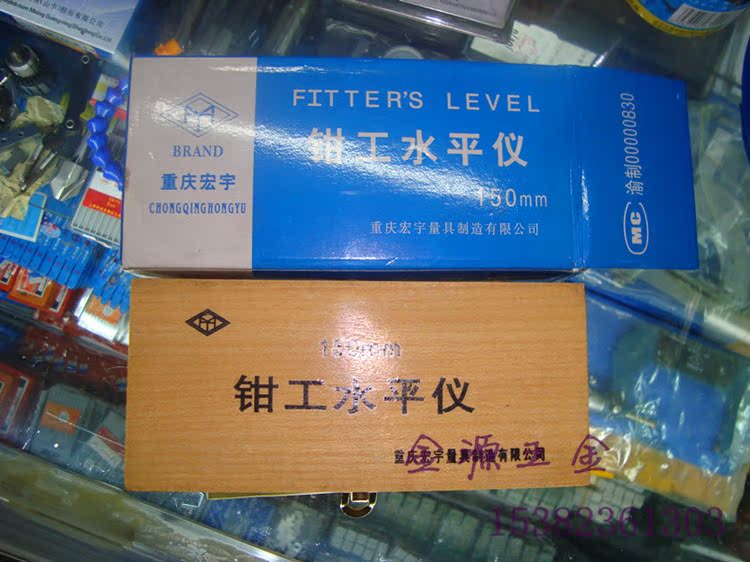 FITTER'S LEVEL
钳工水平仪
150mm
重庆宏宇量具制造有限公司
BRAND
重庆宏宇
CHONGQINGHONGYU
MC
渝制00000830
150mm
钳工水平仪
重庆宏宇量具制造有限公司
金源五金
15382361303